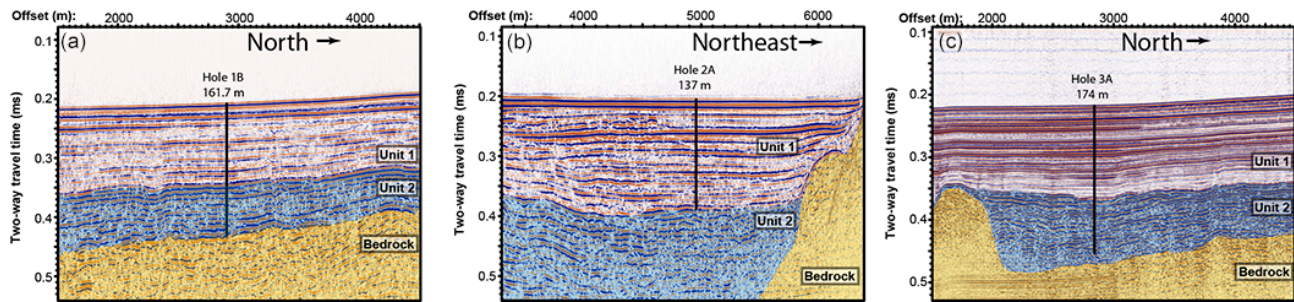 Offset (m): 2000 3000 4000
0.1
(a)
North →
Hole 1B
161.7 m
0.2
0.3
0.4
0.5
Two-way travel time (ms)
Unit 1
Unit 2
Bedrock
Offset (m): 4000 5000 6000
0.1
(b)
Northeast →
Hole 2A
137 m
0.2
0.3
0.4
0.5
Two-way travel time (ms)
Unit 1
Unit 2
Offset (m): 2000 3000 4000
0.1
(c)
North →
Hole 3A
174 m
0.2
0.3
0.4
0.5
Two-way travel time (ms)
Unit 1
Unit 2
Bedrock